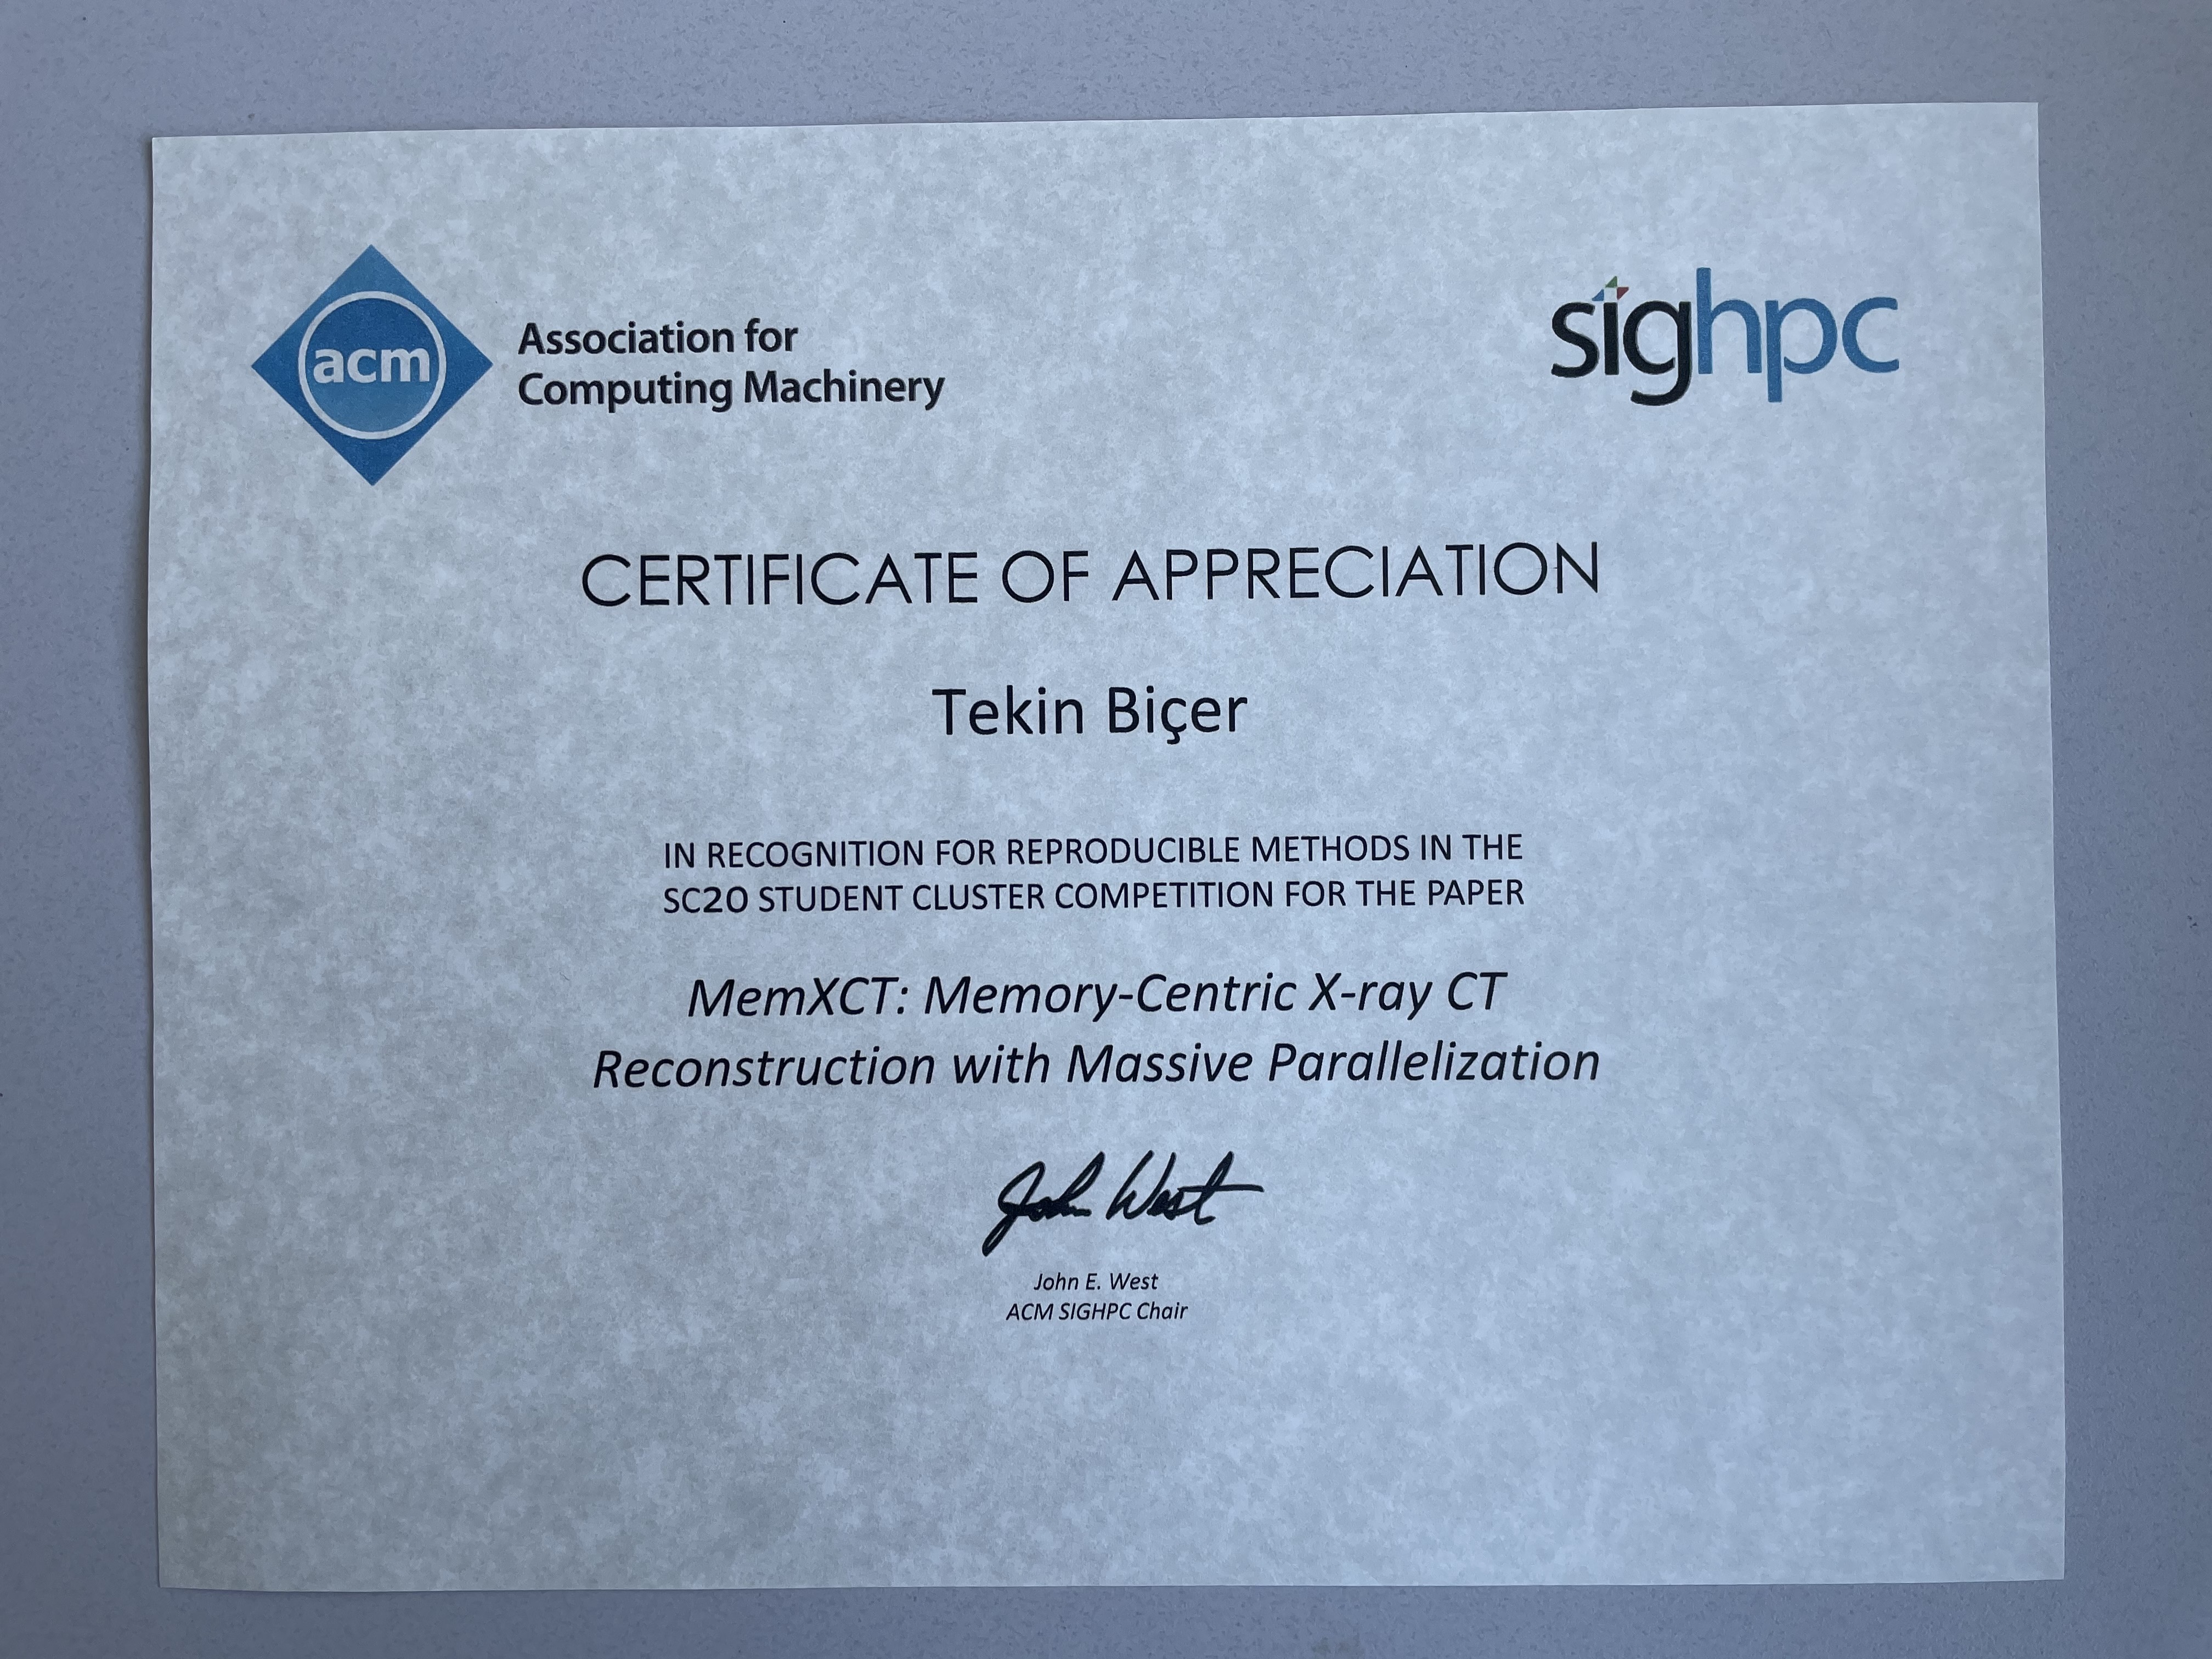 acm
Association for
Computing Machinery
sighpc
CERTIFICATE OF APPRECIATION
Tekin Biçer
IN RECOGNITION FOR REPRODUCIBLE METHODS IN THE
SC20 STUDENT CLUSTER COMPETITION FOR THE PAPER
MemXCT: Memory-Centric X-ray CT
Reconstruction with Massive Parallelization
John West
John E. West
ACM SIGHPC Chair